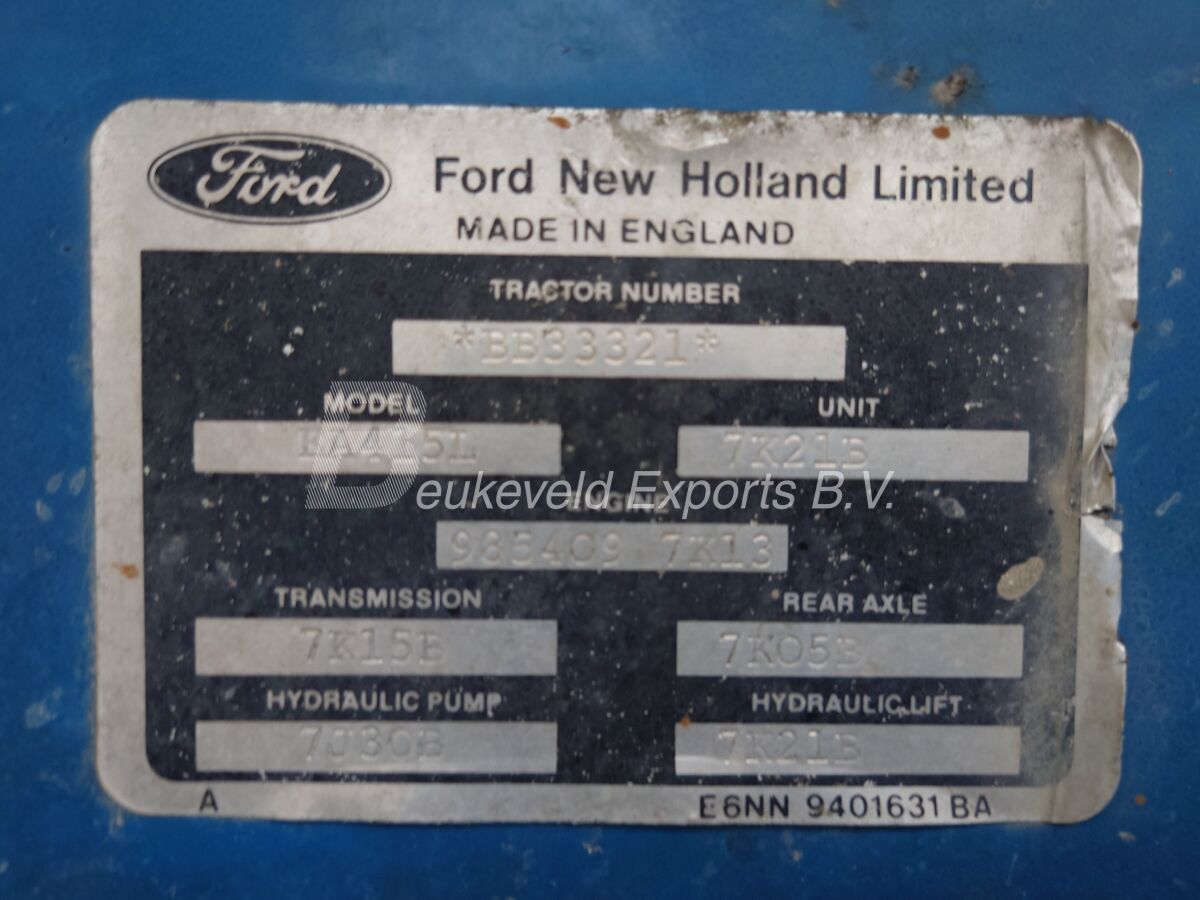 Ford
Ford New Holland Limited
MADE IN ENGLAND
TRACTOR NUMBER
*BB33321*
MODEL UNIT
7K21B
Beukeveld Exports B.V.
ENGINE
985409 7K13
TRANSMISSION REAR AXLE
7K15B 7K05B
HYDRAULIC PUMP HYDRAULIC LIFT
7J30B 7K21B
A E6NN 9401631 BA